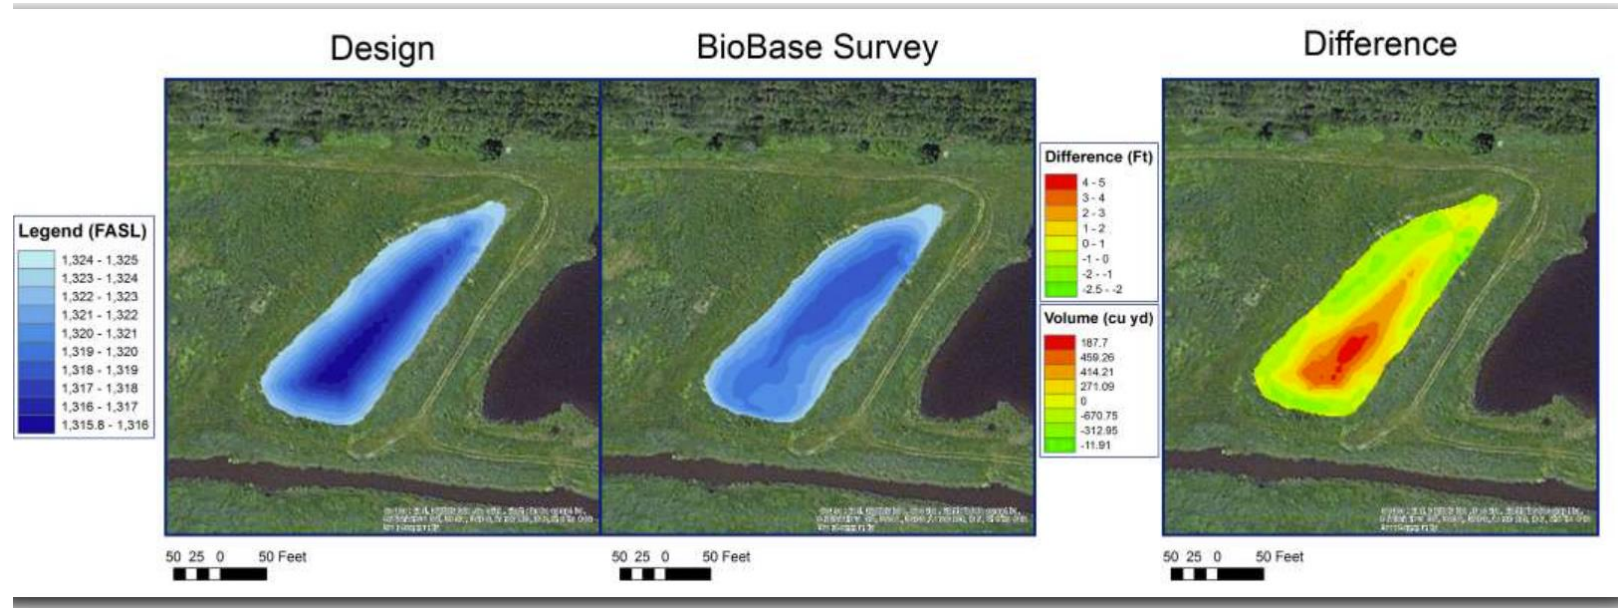 Design
BioBase Survey
Difference
Legend (FASL)
1,324 - 1,325
1,323 - 1,324
1,322 - 1,323
1,321 - 1,322
1,320 - 1,321
1,319 - 1,320
1,318 - 1,319
1,317 - 1,318
1,316 - 1,317
1,315.8 - 1,316
Difference (Ft)
4 - 5
3 - 4
2 - 3
1 - 2
0 - 1
-1 - 0
-2 - -1
-2.5 - -2
Volume (cu yd)
187.7
459.26
414.21
271.09
0
-670.75
-312.95
-11.91
50 25 0 50 Feet
50 25 0 50 Feet
50 25 0 50 Feet